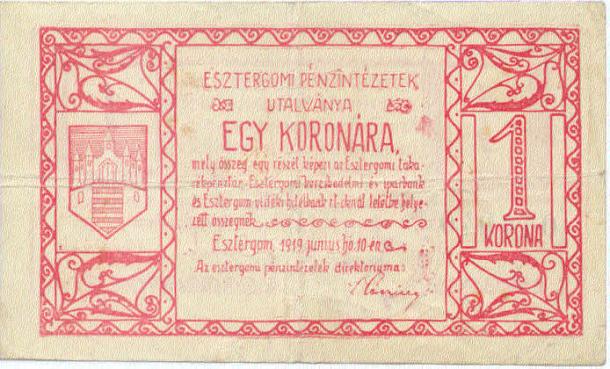 ESZTERGOMI PÉNZINTÉZETEK
UTALVÁNYA
EGY KORONÁRA,
mely összeg egy részét képezi az Esztergomi taka-
rékpénztár, Esztergomi kereskedelmi és iparbank
és Esztergom vidéki hitelbank rt.-oknál letétbe helye-
zett összegnek
Esztergom, 1919 junius hó 10-én
Az esztergomi pénzintézetek direktoriuma:
1
KORONA